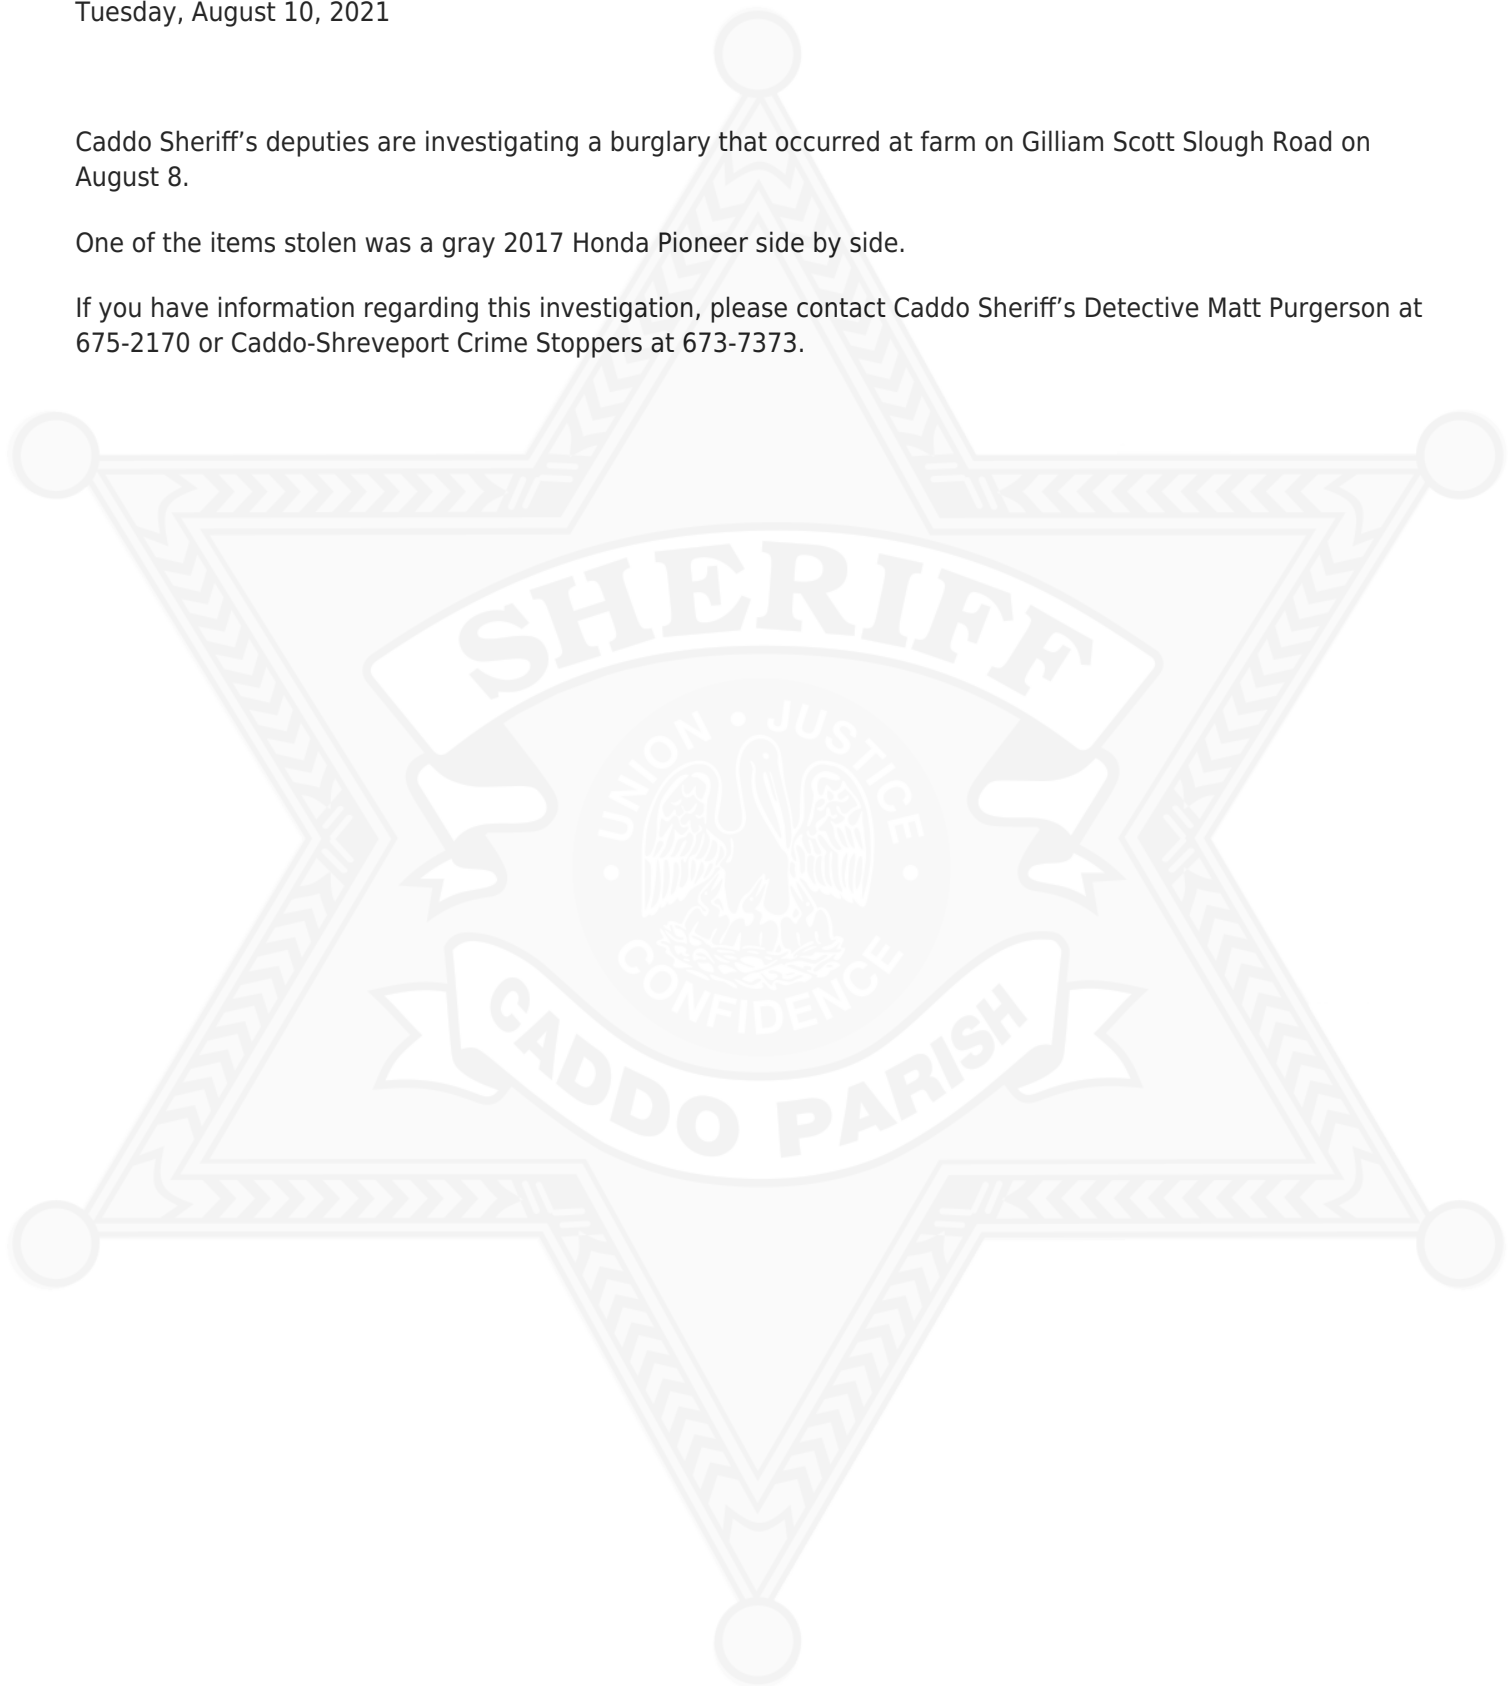 Tuesday, August 10, 2021
Caddo Sheriff’s deputies are investigating a burglary that occurred at farm on Gilliam Scott Slough Road on
August 8.
One of the items stolen was a gray 2017 Honda Pioneer side by side.
If you have information regarding this investigation, please contact Caddo Sheriff’s Detective Matt Purgerson at
675-2170 or Caddo-Shreveport Crime Stoppers at 673-7373.
SHERIFF
UNION • JUSTICE
• CONFIDENCE •
CADDO PARISH